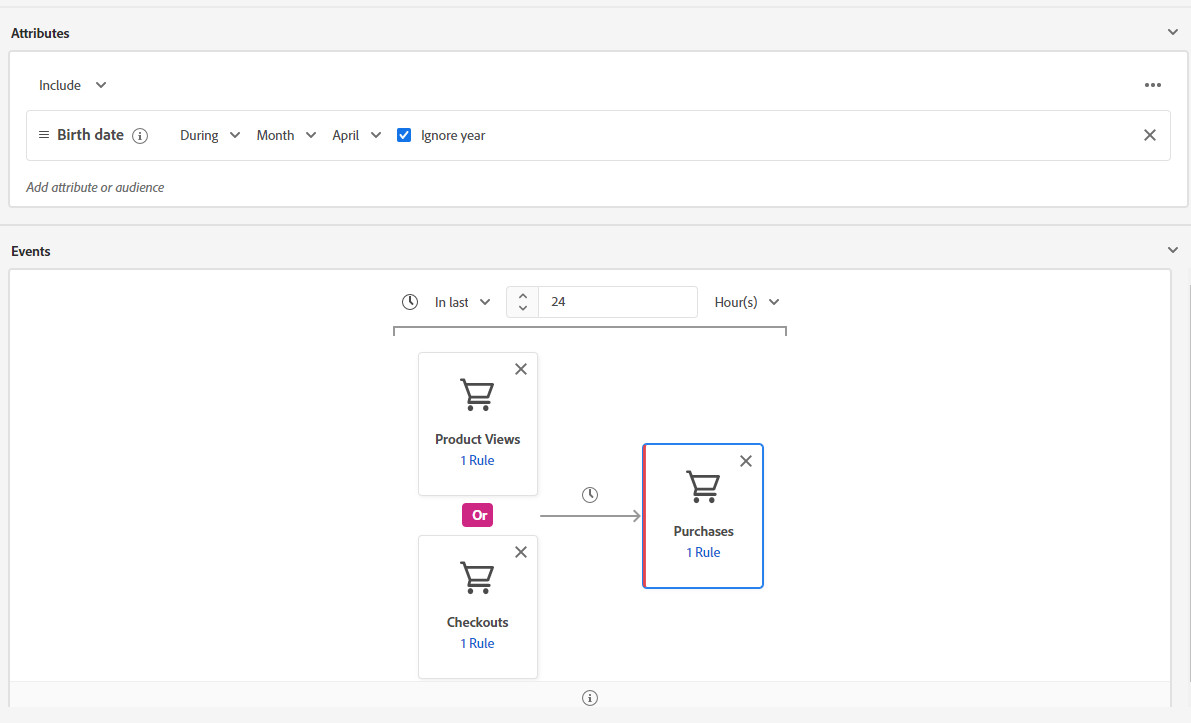 Attributes
Include
Birth date During Month April Ignore year
Add attribute or audience
Events
In last 24 Hour(s)
Product Views
1 Rule
Or
Purchases
1 Rule
Checkouts
1 Rule